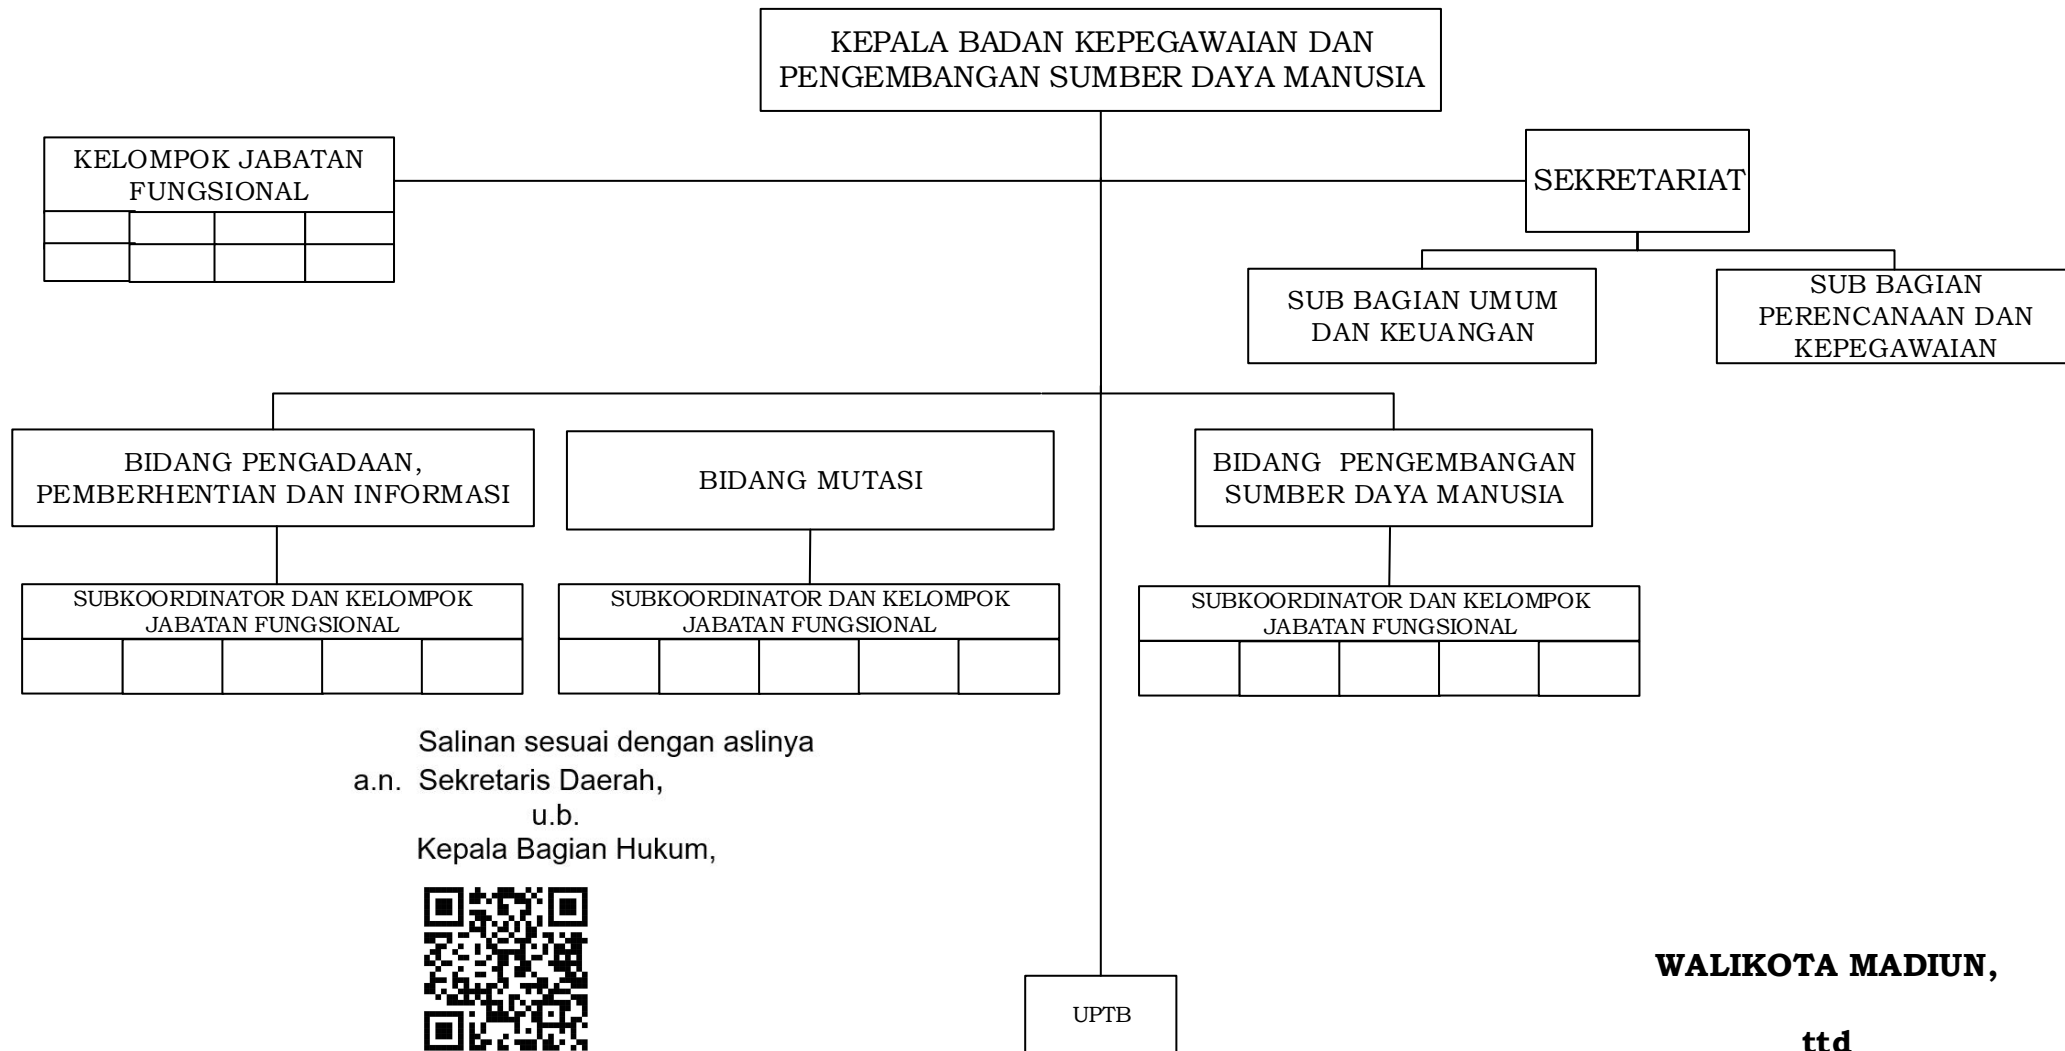 KEPALA BADAN KEPEGAWAIAN DAN
PENGEMBANGAN SUMBER DAYA MANUSIA
KELOMPOK JABATAN
FUNGSIONAL
SEKRETARIAT
SUB BAGIAN UMUM
DAN KEUANGAN
SUB BAGIAN
PERENCANAAN DAN
KEPEGAWAIAN
BIDANG PENGADAAN,
PEMBERHENTIAN DAN INFORMASI
BIDANG MUTASI
BIDANG PENGEMBANGAN
SUMBER DAYA MANUSIA
SUBKOORDINATOR DAN KELOMPOK
JABATAN FUNGSIONAL
SUBKOORDINATOR DAN KELOMPOK
JABATAN FUNGSIONAL
SUBKOORDINATOR DAN KELOMPOK
JABATAN FUNGSIONAL
Salinan sesuai dengan aslinya
a.n. Sekretaris Daerah,
u.b.
Kepala Bagian Hukum,
UPTB
WALIKOTA MADIUN,
ttd